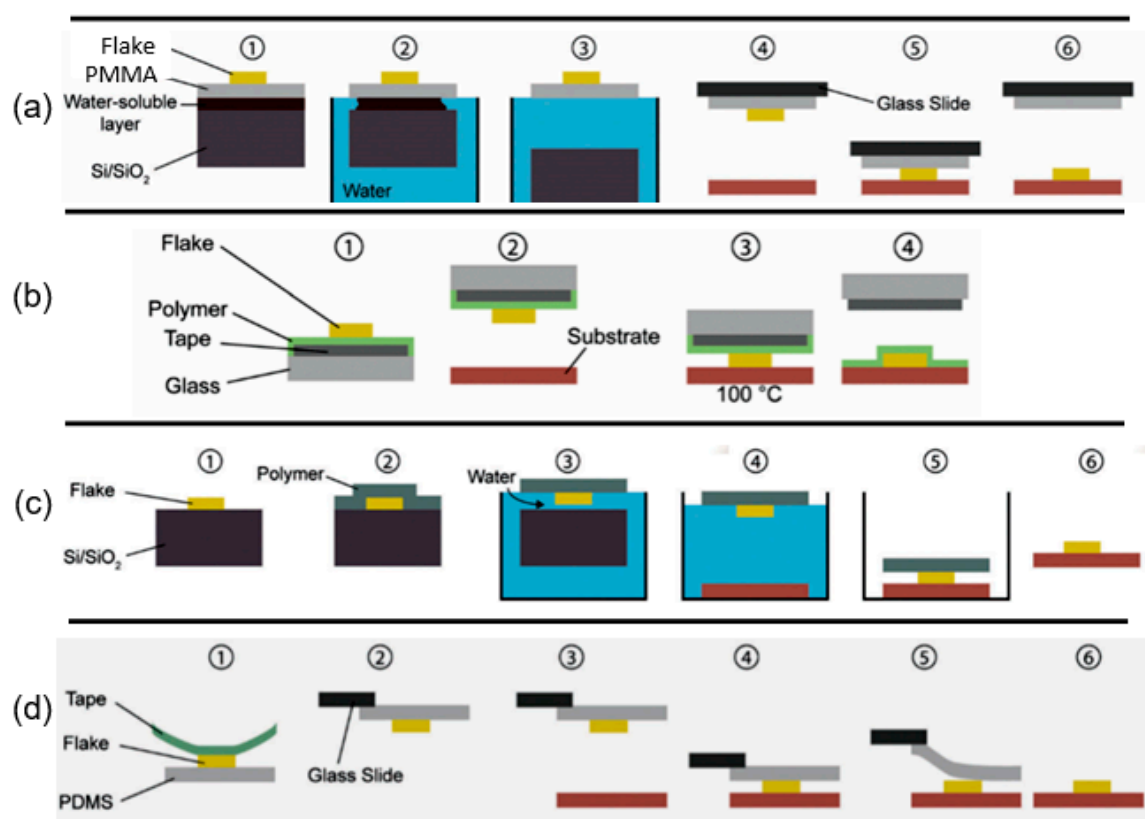 (a)
① ② ③ ④ ⑤ ⑥
Flake
PMMA
Water-soluble
layer
Si/SiO₂
Water
Glass Slide
(b)
① ② ③ ④
Flake
Polymer
Tape
Glass
Substrate
100 °C
(c)
① ② ③ ④ ⑤ ⑥
Flake
Polymer
Water
Si/SiO₂
(d)
① ② ③ ④ ⑤ ⑥
Tape
Flake
PDMS
Glass Slide